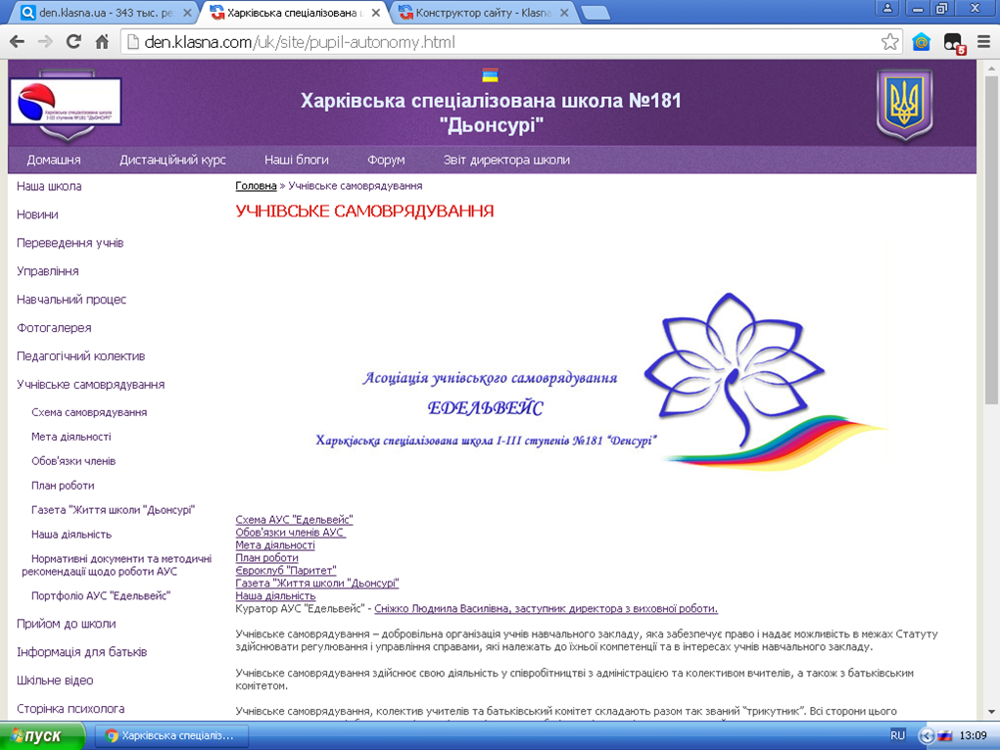 den.klasna.ua - 343 тыс. ре
Харківська спеціалізована
Конструктор сайту - Klasna
den.klasna.com/uk/site/pupil-autonomy.html
Харківська спеціалізована школа №181
"Дьонсурі"
Домашня Дистанційний курс Наші блоги Форум Звіт директора школи
Наша школа
Новини
Переведення учнів
Управління
Навчальний процес
Фотогалерея
Педагогічний колектив
Учнівське самоврядування
Схема самоврядування
Мета діяльності
Обов'язки членів
План роботи
Газета "Життя школи "Дьонсурі"
Наша діяльність
Нормативні документи та методичні
рекомендації щодо роботи АУС
Портфоліо АУС "Едельвейс"
Прийом до школи
Інформація для батьків
Шкільне відео
Сторінка психолога
Головна » Учнівське самоврядування
УЧНІВСЬКЕ САМОВРЯДУВАННЯ
Асоціація учнівського самоврядування
ЕДЕЛЬВЕЙС
Харьківська спеціалізована школа І-ІІІ ступенів №181 “Денсурі”
Схема АУС "Едельвейс"
Обов'язки членів АУС
Мета діяльності
План роботи
Євроклуб "Паритет"
Газета "Життя школи "Дьонсурі"
Наша діяльність
Куратор АУС "Едельвейс" - Сніжко Людмила Василівна, заступник директора з виховної роботи.
Учнівське самоврядування – добровільна організація учнів навчального закладу, яка забезпечує право і надає можливість в межах Статуту
здійснювати регулювання і управління справами, які належать до їхньої компетенції та в інтересах учнів навчального закладу.
Учнівське самоврядування здійснює свою діяльність у співробітництві з адміністрацією та колективом вчителів, а також з батьківським
комітетом.
Учнівське самоврядування, колектив учителів та батьківський комітет складають разом так званий “трикутник”. Всі сторони цього
пуск
Харківська спеціаліз...
RU
13:09